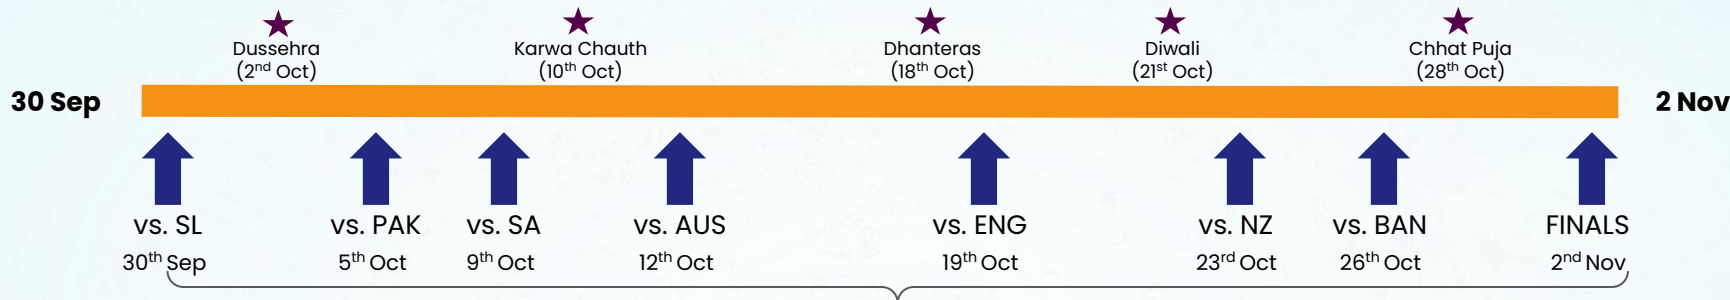 Dussehra
(2nd Oct)
Karwa Chauth
(10th Oct)
Dhanteras
(18th Oct)
Diwali
(21st Oct)
Chhat Puja
(28th Oct)
30 Sep
2 Nov
vs. SL
30th Sep
vs. PAK
5th Oct
vs. SA
9th Oct
vs. AUS
12th Oct
vs. ENG
19th Oct
vs. NZ
23rd Oct
vs. BAN
26th Oct
FINALS
2nd Nov